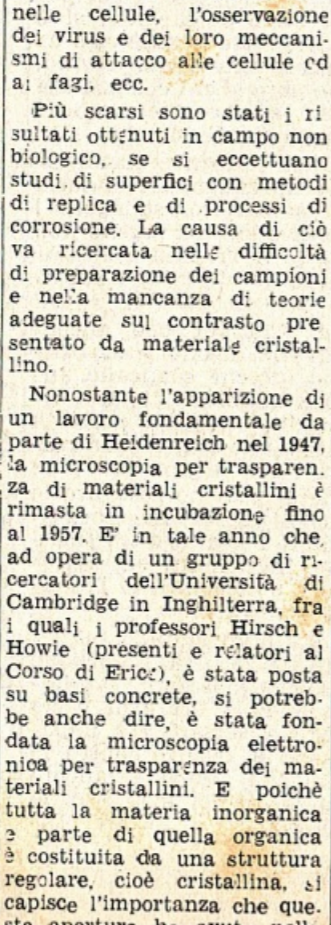 nelle cellule, l'osservazione
dei virus e dei loro meccani-
smi di attacco alle cellule ed
ai fagi, ecc.
Più scarsi sono stati i ri
sultati ottenuti in campo non
biologico, se si eccettuano
studi di superfici con metodi
di replica e di processi di
corrosione. La causa di ciò
va ricercata nelle difficoltà
di preparazione dei campioni
e nella mancanza di teorie
adeguate sul contrasto pre
sentato da materiale cristal-
lino.
Nonostante l'apparizione di
un lavoro fondamentale da
parte di Heidenreich nel 1947,
la microscopia per trasparen.
za di materiali cristallini è
rimasta in incubazione fino
al 1957. E' in tale anno che,
ad opera di un gruppo di ri-
cercatori dell'Università di
Cambridge in Inghilterra, fra
i quali i professori Hirsch e
Howie (presenti e relatori al
Corso di Erice), è stata posta
su basi concrete, si potreb-
be anche dire, è stata fon-
data la microscopia elettro-
nica per trasparenza dei ma-
teriali cristallini. E poichè
tutta la materia inorganica
e parte di quella organica
è costituita da una struttura
regolare, cioè cristallina, si
capisce l'importanza che que-